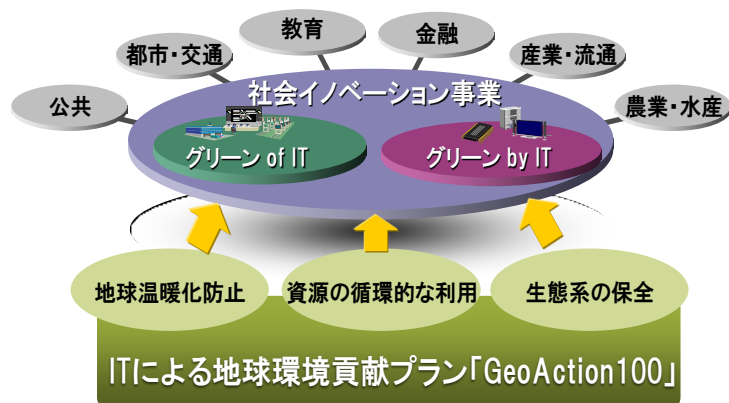 教育
金融
都市・交通
産業・流通
公共
農業・水産
社会イノベーション事業
グリーン of IT
グリーン by IT
地球温暖化防止
資源の循環的な利用
生態系の保全
ITによる地球環境貢献プラン「GeoAction100」